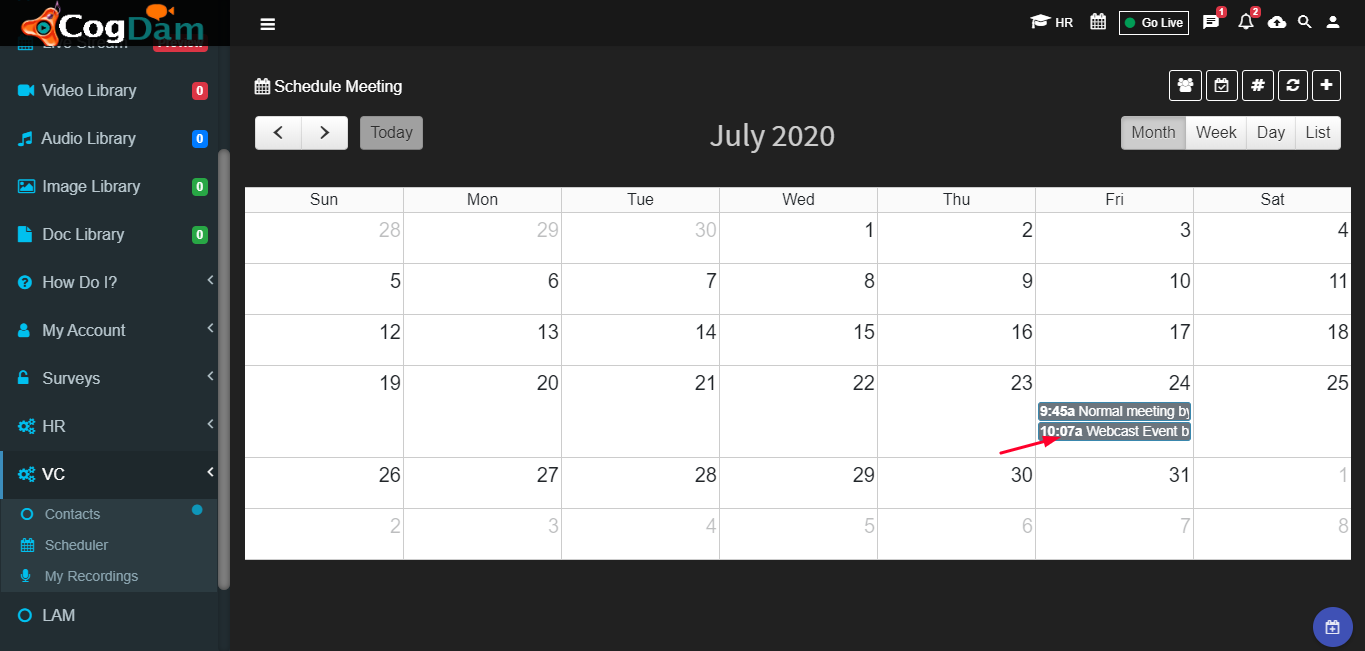 CogDam
HR
Go Live
1
2
Live Stream
Video Library 0
Audio Library 0
Image Library 0
Doc Library 0
How Do I?
My Account
Surveys
HR
VC
Contacts
Scheduler
My Recordings
LAM
Schedule Meeting
#
Today
July 2020
Month Week Day List
Sun Mon Tue Wed Thu Fri Sat
28 29 30 1 2 3 4
5 6 7 8 9 10 11
12 13 14 15 16 17 18
19 20 21 22 23 24 25
9:45a Normal meeting by
10:07a Webcast Event b
26 27 28 29 30 31 1
2 3 4 5 6 7 8